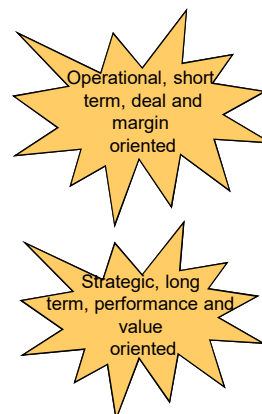 Operational, short
term, deal and
margin
oriented
Strategic, long
term, performance and
value
oriented